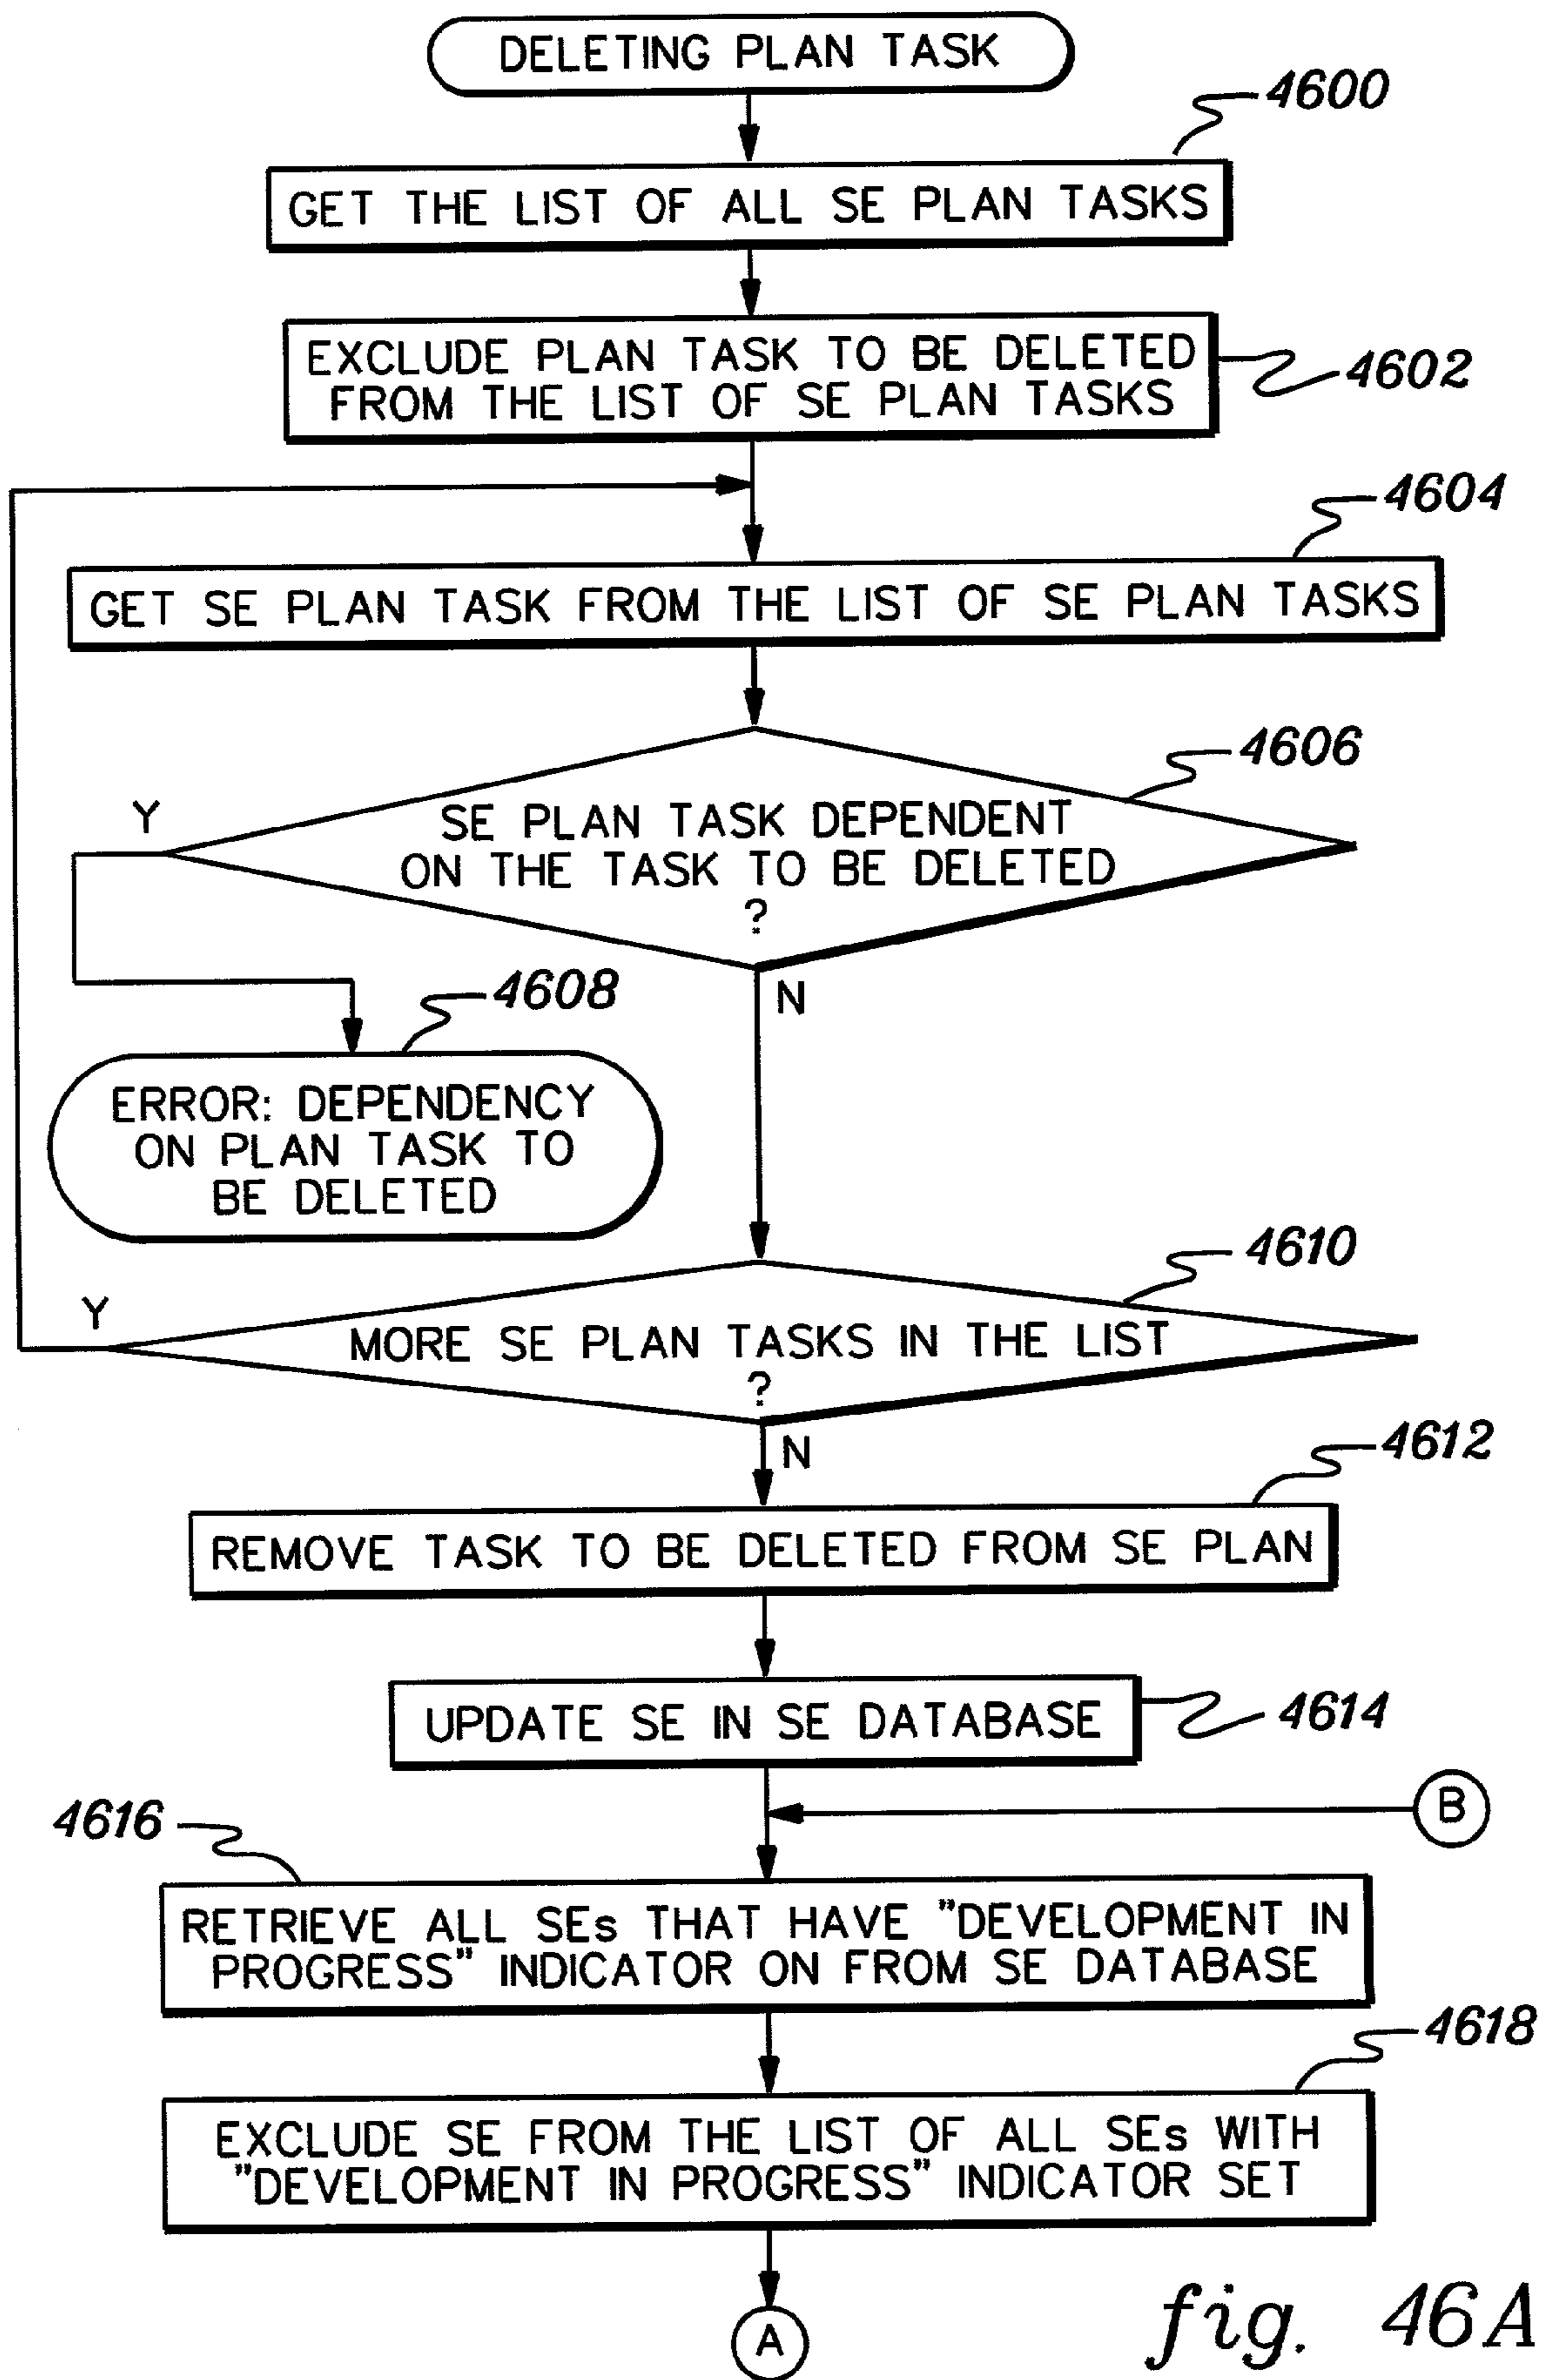 DELETING PLAN TASK
4600
GET THE LIST OF ALL SE PLAN TASKS
EXCLUDE PLAN TASK TO BE DELETED
FROM THE LIST OF SE PLAN TASKS
4602
4604
GET SE PLAN TASK FROM THE LIST OF SE PLAN TASKS
4606
Y
SE PLAN TASK DEPENDENT
ON THE TASK TO BE DELETED
?
N
4608
ERROR: DEPENDENCY
ON PLAN TASK TO
BE DELETED
4610
Y
MORE SE PLAN TASKS IN THE LIST
?
N
4612
REMOVE TASK TO BE DELETED FROM SE PLAN
UPDATE SE IN SE DATABASE
4614
B
4616
RETRIEVE ALL SEs THAT HAVE "DEVELOPMENT IN
PROGRESS" INDICATOR ON FROM SE DATABASE
4618
EXCLUDE SE FROM THE LIST OF ALL SEs WITH
"DEVELOPMENT IN PROGRESS" INDICATOR SET
A
fig. 46A